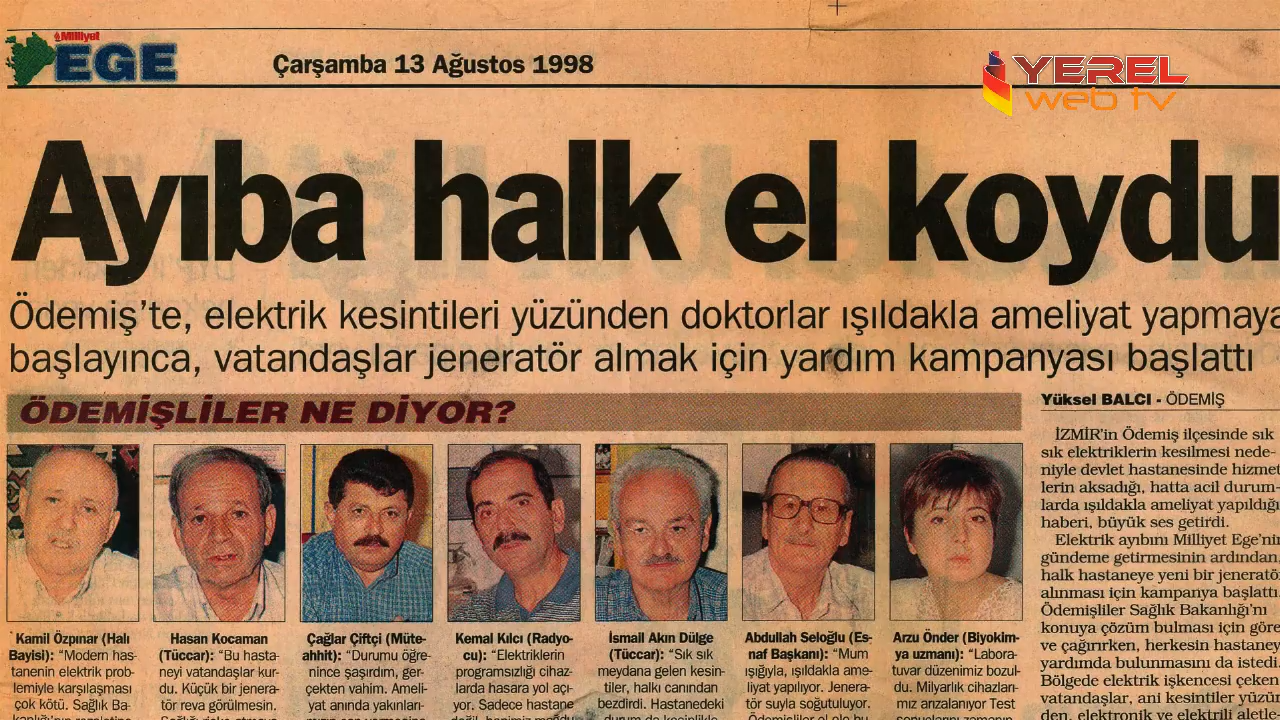 Milliyet
EGE
Çarşamba 13 Ağustos 1998
YEREL
web tv
Ayıba halk el koydu
Ödemiş’te, elektrik kesintileri yüzünden doktorlar ışıldakla ameliyat yapmaya
başlayınca, vatandaşlar jeneratör almak için yardım kampanyası başlattı
ÖDEMİŞLİLER NE DİYOR?
Kamil Özpınar (Halı
Bayisi): “Modern has-
tanenin elektrik prob-
lemiyle karşılaşması
çok kötü. Sağlık Ba-
Hasan Kocaman
(Tüccar): “Bu hasta-
neyi vatandaşlar kur-
du. Küçük bir jenera-
tör reva görülmesin.
Çağlar Çiftçi (Müte-
ahhit): “Durumu öğre-
nince şaşırdım, ger-
çekten vahim. Ameli-
yat anında yakınları-
Kemal Kılcı (Radyo-
cu): “Elektriklerin
programsızlığı cihaz-
larda hasara yol açı-
yor. Sadece hastane
İsmail Akın Dülge
(Tüccar): “Sık sık
meydana gelen kesin-
tiler, halkı canından
bezdirdi. Hastanedeki
Abdullah Seloğlu (Es-
naf Başkanı): “Mum
ışığıyla, ışıldakla ame-
liyat yapılıyor. Jenera-
tör suyla soğutuluyor.
Arzu Önder (Biyokim-
ya uzmanı): “Labora-
tuvar düzenimiz bozul-
du. Milyarlık cihazları-
mız arızalanıyor Test
Yüksel BALCI - ÖDEMİŞ
İZMİR’in Ödemiş ilçesinde sık
sık elektriklerin kesilmesi nede-
niyle devlet hastanesinde hizmet
lerin aksadığı, hatta acil durum-
larda ışıldakla ameliyat yapıldığı
haberi, büyük ses getirdi.
Elektrik ayıbını Milliyet Ege’nin
gündeme getirmesinin ardından,
halk hastaneye yeni bir jeneratö
alınması için kampanya başlattı.
Ödemişliler Sağlık Bakanlığı’nı
konuya çözüm bulması için göre
ve çağırırken, herkesin hastaney
yardımda bulunmasını da istedi.
Bölgede elektrik işkencesi çeken
vatandaşlar, ani kesintiler yüzün
den, elektronik ve elektrikli aletle